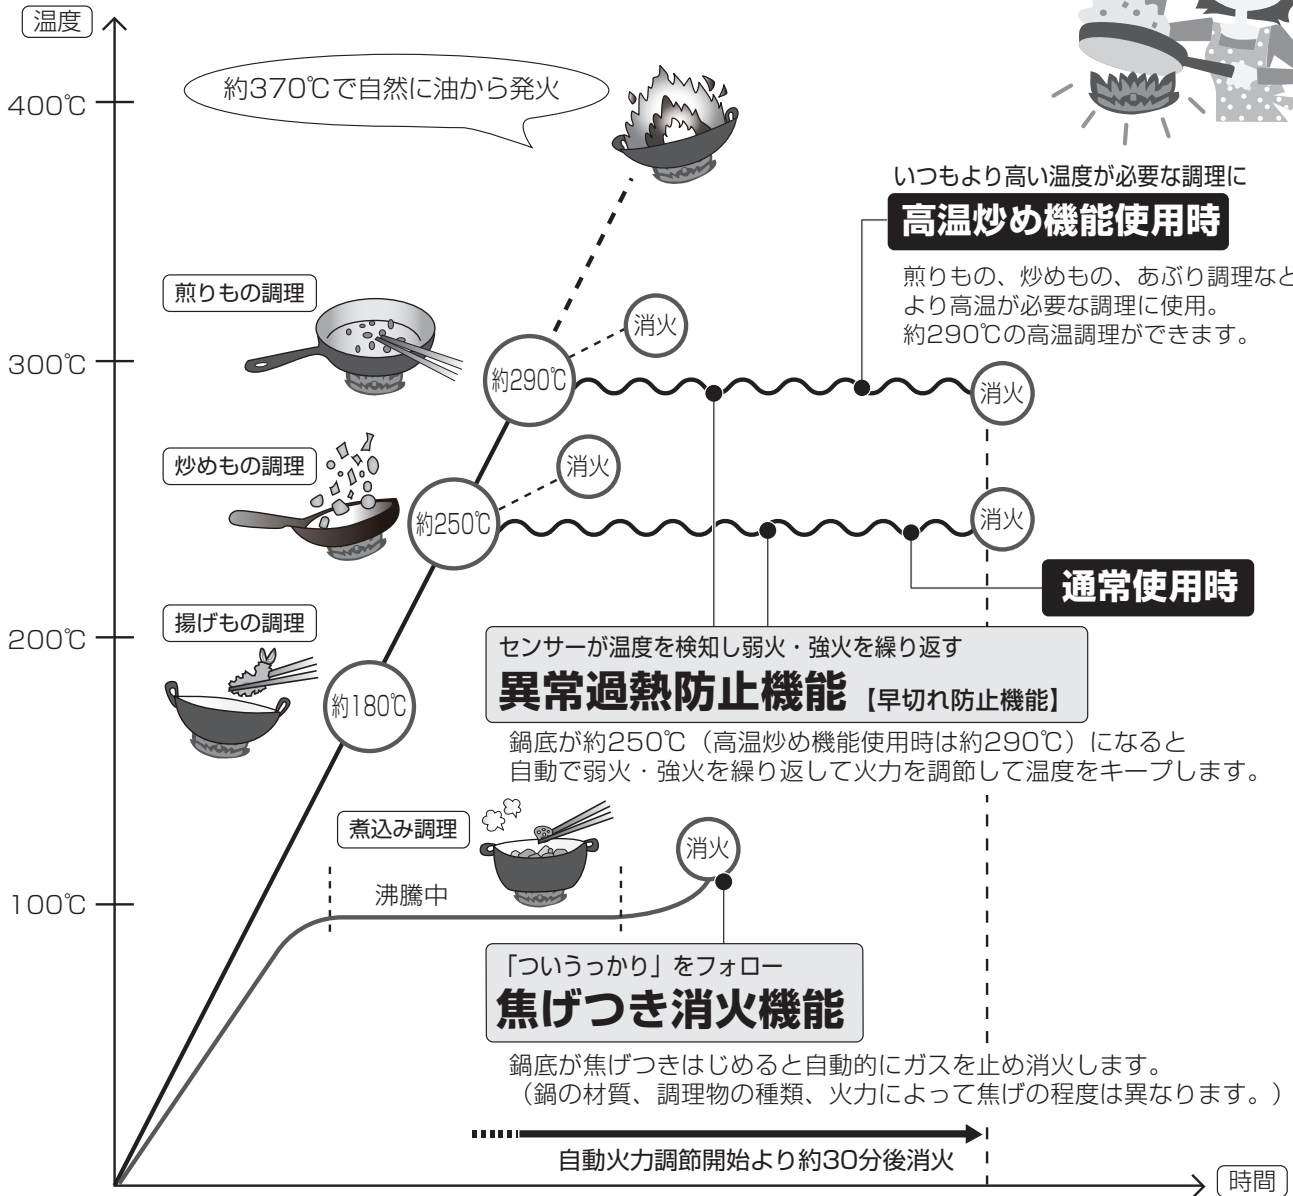 温度
400℃
約370℃で自然に油から発火
いつもより高い温度が必要な調理に
高温炒め機能使用時
煎りもの、炒めもの、あぶり調理など
より高温が必要な調理に使用。
約290℃の高温調理ができます。
煎りもの調理
消火
300℃
約290℃
消火
炒めもの調理
消火
約250℃
消火
通常使用時
揚げもの調理
200℃
センサーが温度を検知し弱火・強火を繰り返す
異常過熱防止機能【早切れ防止機能】
約180℃
鍋底が約250℃（高温炒め機能使用時は約290℃）になると
自動で弱火・強火を繰り返して火力を調節して温度をキープします。
煮込み調理
消火
沸騰中
100℃
「ついうっかり」をフォロー
焦げつき消火機能
鍋底が焦げつきはじめると自動的にガスを止め消火します。
（鍋の材質、調理物の種類、火力によって焦げの程度は異なります。）
自動火力調節開始より約30分後消火
時間